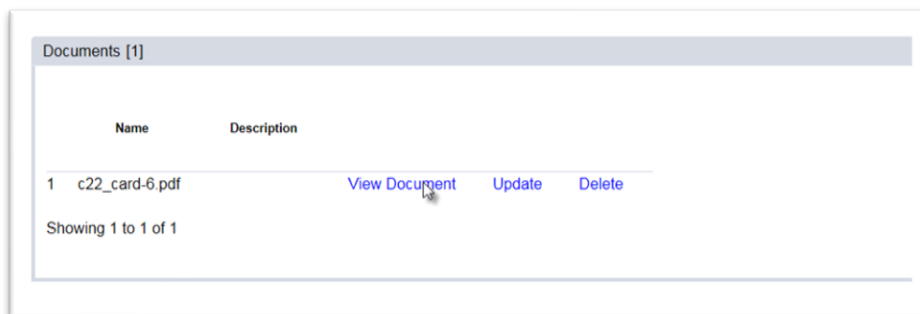 Documents [1]
Name Description
1 c22_card-6.pdf View Document Update Delete
Showing 1 to 1 of 1